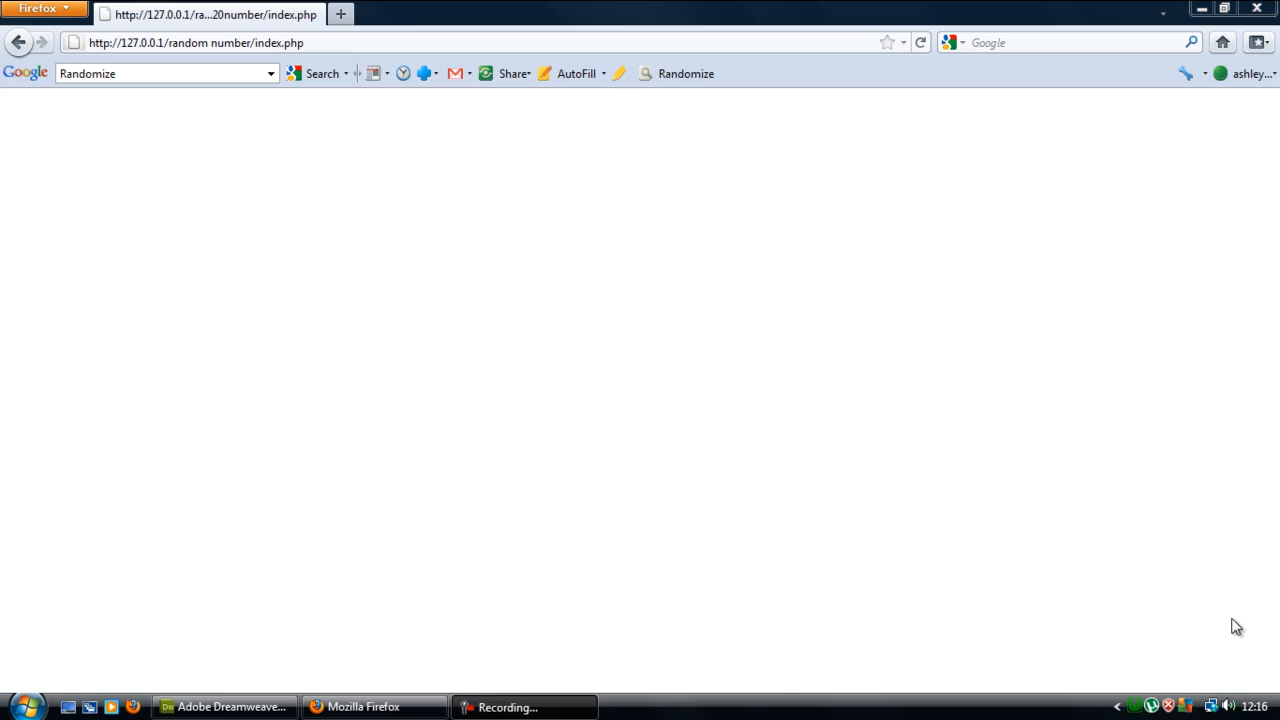 Firefox
http://127.0.0.1/ra...20number/index.php
http://127.0.0.1/random number/index.php
Google
Google
Randomize
Search
Share
AutoFill
Randomize
ashley...
Adobe Dreamweave...
Mozilla Firefox
Recording...
12:16